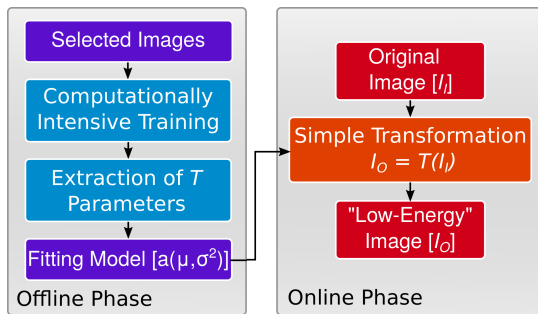 Selected Images
Computationally
Intensive Training
Extraction of T
Parameters
Fitting Model [a(μ,σ²)]
Offline Phase
Original
Image [I_I]
Simple Transformation
I_O = T(I_I)
"Low-Energy"
Image [I_O]
Online Phase